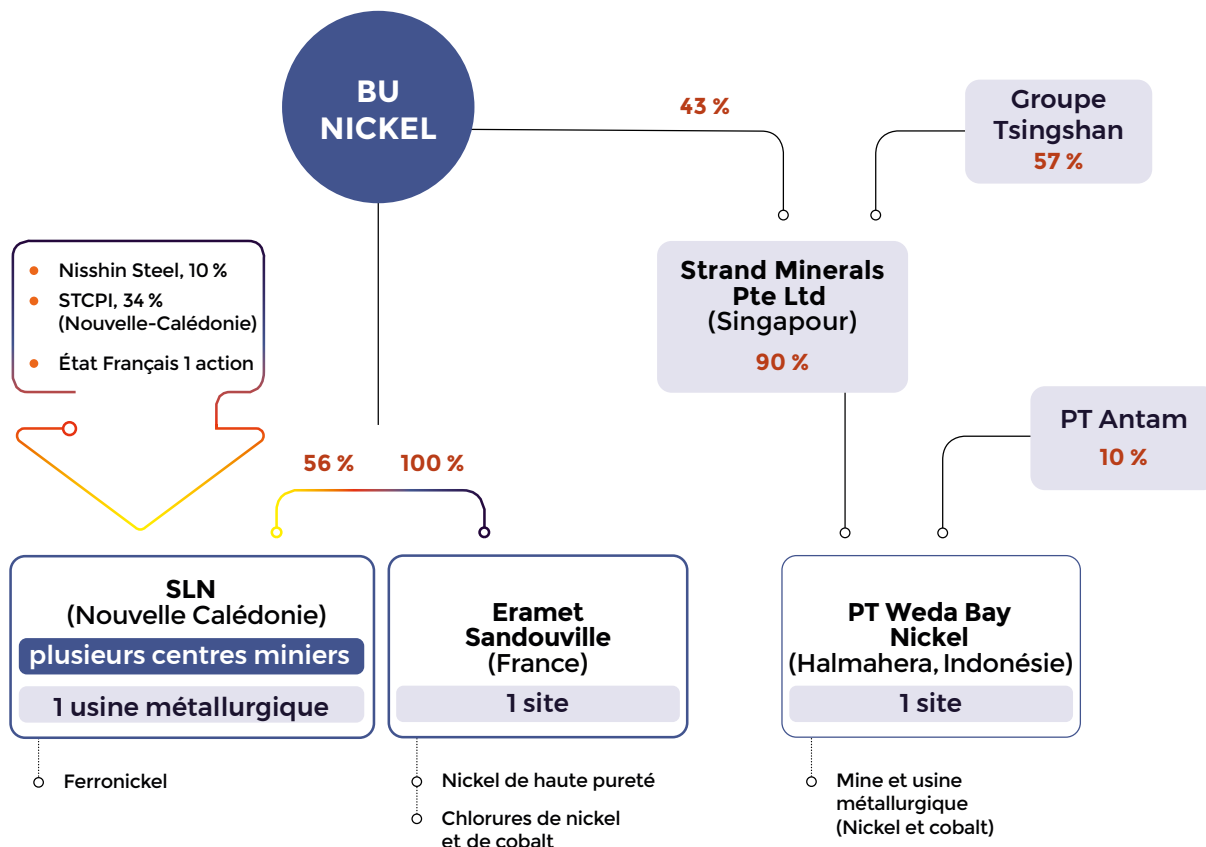 BU
NICKEL
43 %
Groupe
Tsingshan
57 %
Nisshin Steel, 10 %
STCPI, 34 %
(Nouvelle-Calédonie)
État Français 1 action
Strand Minerals
Pte Ltd
(Singapour)
90 %
PT Antam
10 %
56 %
100 %
SLN
(Nouvelle Calédonie)
plusieurs centres miniers
1 usine métallurgique
Ferronickel
Eramet
Sandouville
(France)
1 site
Nickel de haute pureté
Chlorures de nickel
et de cobalt
PT Weda Bay
Nickel
(Halmahera, Indonésie)
1 site
Mine et usine
métallurgique
(Nickel et cobalt)